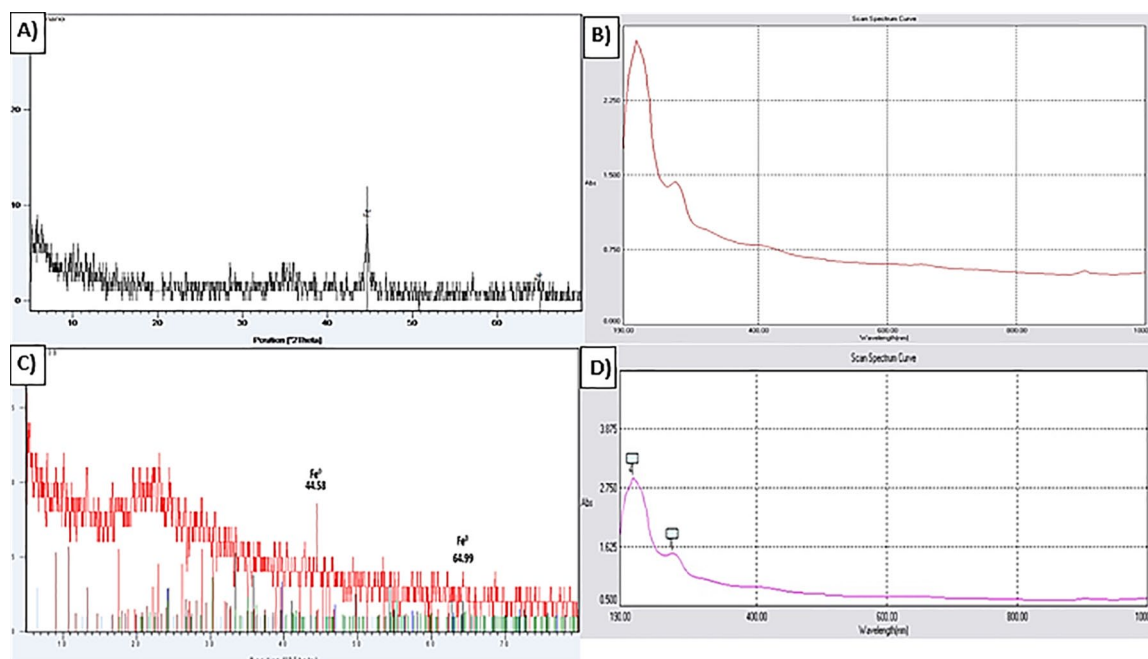 A)
20
10
0
10
20
30
40
50
60
Position [°2Theta]
B)
Scan Spectrum Curve
2.250
1.500
Abs
0.750
0.000
190.00
400.00
600.00
800.00
1000
Wavelength(nm)
C)
Fe⁰
44.58
Fe⁰
64.99
D)
Scan Spectrum Curve
3.875
2.750
Abs
1.625
0.500
190.00
400.00
600.00
800.00
1000
Wavelength(nm)